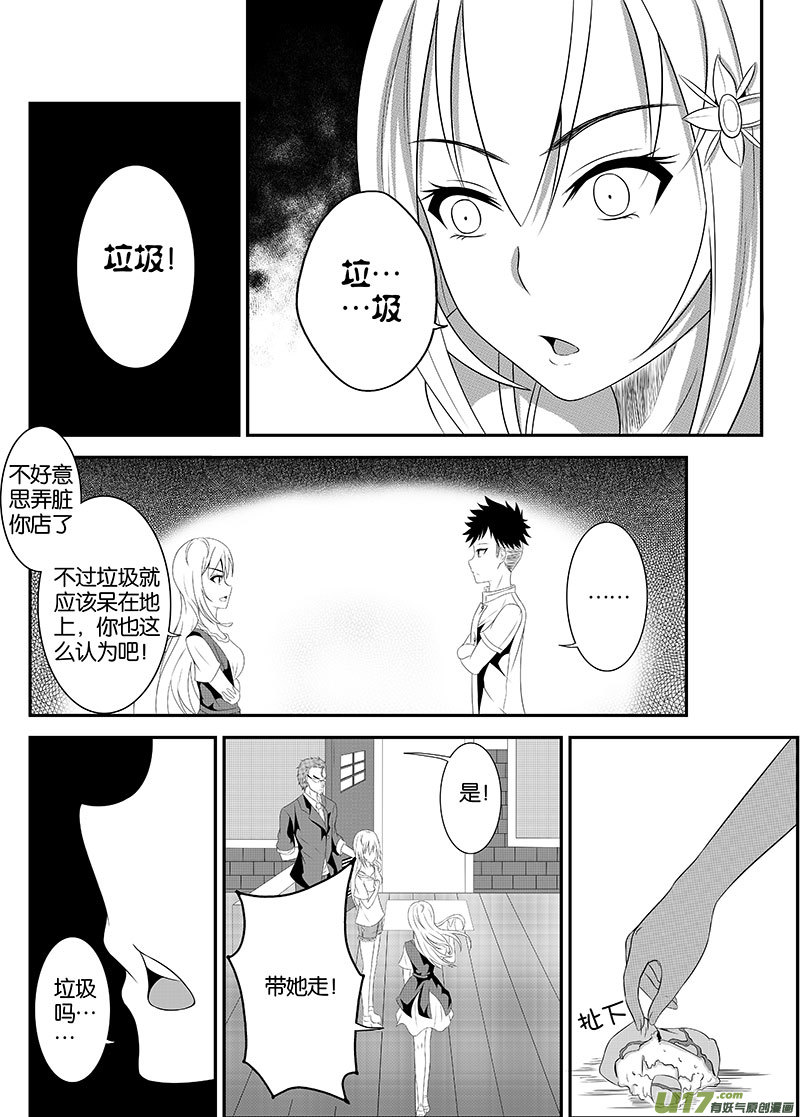 垃圾！
垃……
……圾
不好意
思弄脏
你店了
不过垃圾就
应该呆在地
上，你也这
么认为吧！
……
垃圾
吗……
……
是！
带她走！
扯下
U17.com
有妖气原创漫画